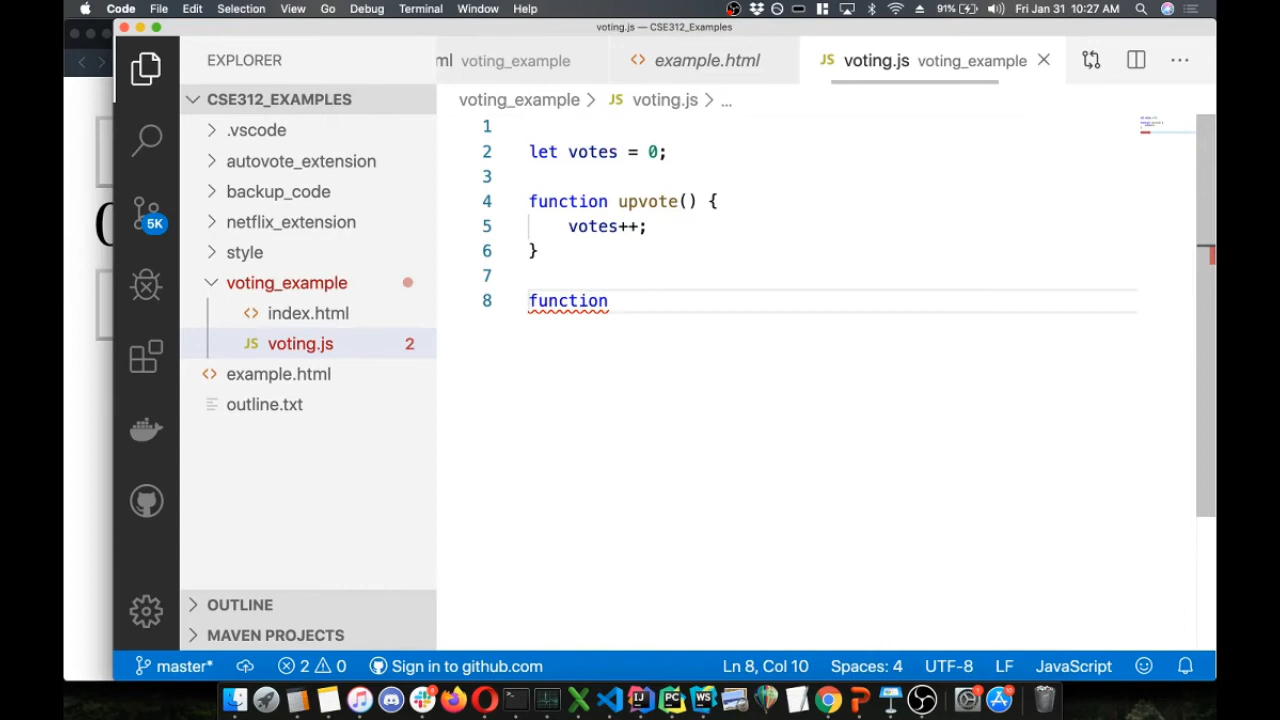 Code File Edit Selection View Go Debug Terminal Window Help 91% Fri Jan 31 10:27 AM
voting.js — CSE312_Examples
EXPLORER
ml voting_example
<> example.html
JS voting.js voting_example
CSE312_EXAMPLES
voting_example > JS voting.js > ...
.vscode
autovote_extension
backup_code
netflix_extension
style
voting_example
<> index.html
JS voting.js 2
<> example.html
outline.txt
5K
0
1
2 let votes = 0;
3
4 function upvote() {
5 votes++;
6 }
7
8 function
OUTLINE
MAVEN PROJECTS
master* 2 0 Sign in to github.com Ln 8, Col 10 Spaces: 4 UTF-8 LF JavaScript